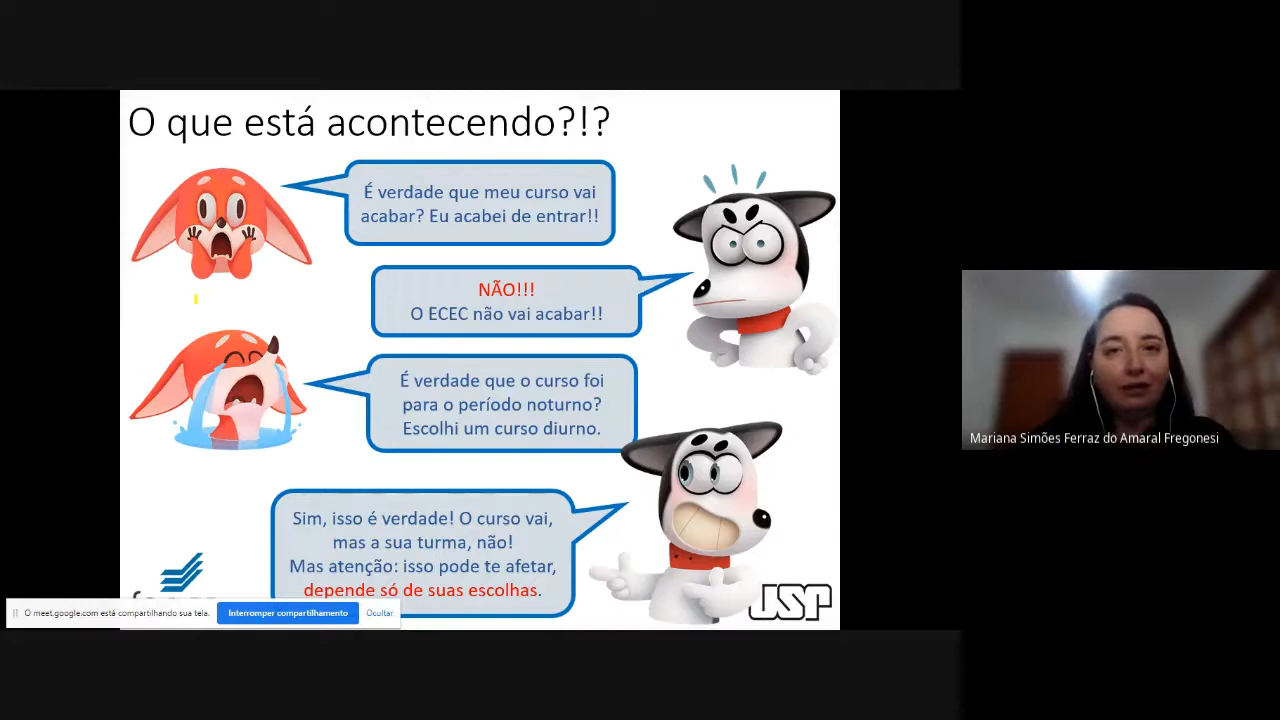 O que está acontecendo?!?
É verdade que meu curso vai
acabar? Eu acabei de entrar!!
NÃO!!!
O ECEC não vai acabar!!
É verdade que o curso foi
para o período noturno?
Escolhi um curso diurno.
Sim, isso é verdade! O curso vai,
mas a sua turma, não!
Mas atenção: isso pode te afetar,
depende só de suas escolhas.
USP
O meet.google.com está compartilhando sua tela.
Interromper compartilhamento
Ocultar
Mariana Simões Ferraz do Amaral Fregonesi